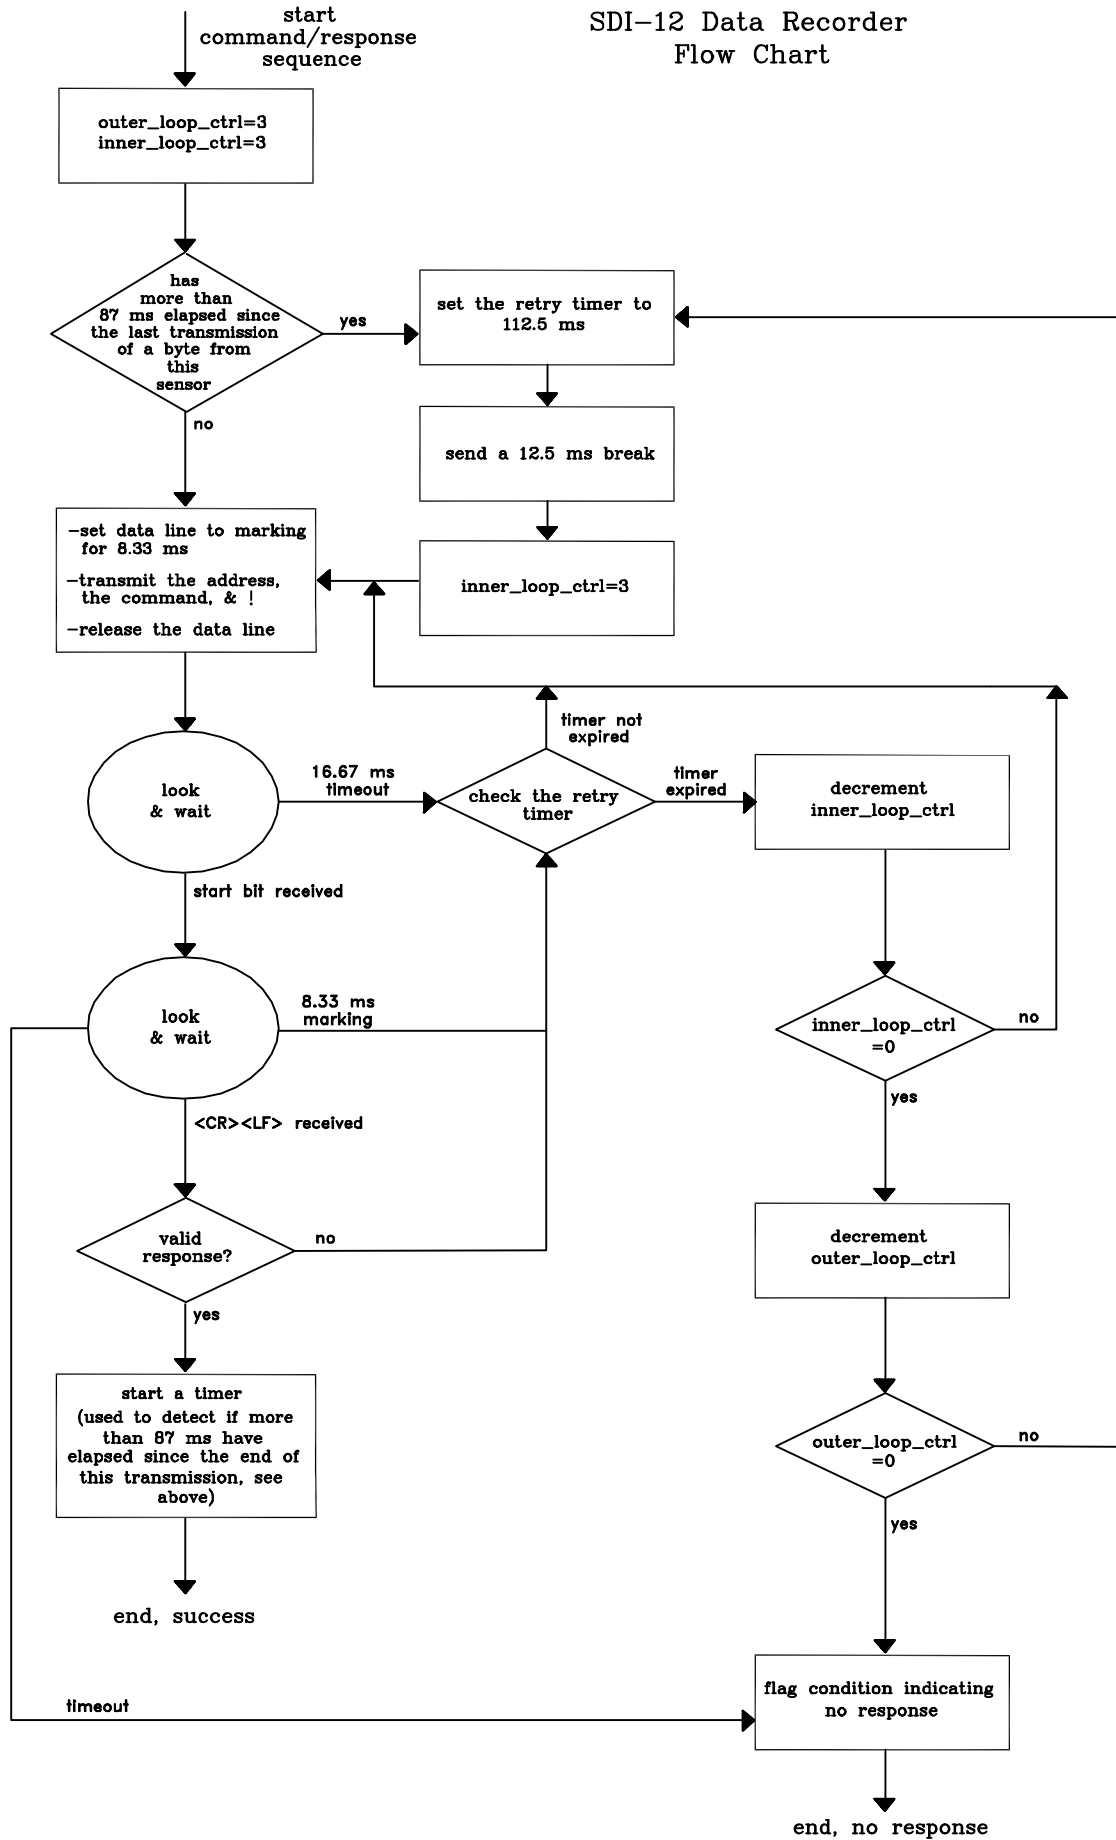 start
command/response
sequence
SDI-12 Data Recorder
Flow Chart
outer_loop_ctrl=3
inner_loop_ctrl=3
has
more than
87 ms elapsed since
the last transmission
of a byte from
this
sensor
yes
no
set the retry timer to
112.5 ms
send a 12.5 ms break
inner_loop_ctrl=3
-set data line to marking
for 8.33 ms
-transmit the address,
the command, & !
-release the data line
look
& wait
16.67 ms
timeout
check the retry
timer
timer not
expired
timer
expired
decrement
inner_loop_ctrl
start bit received
look
& wait
8.33 ms
marking
inner_loop_ctrl
=0
no
yes
<CR><LF> received
valid
response?
no
yes
decrement
outer_loop_ctrl
start a timer
(used to detect if more
than 87 ms have
elapsed since the end of
this transmission, see
above)
outer_loop_ctrl
=0
no
yes
end, success
timeout
flag condition indicating
no response
end, no response